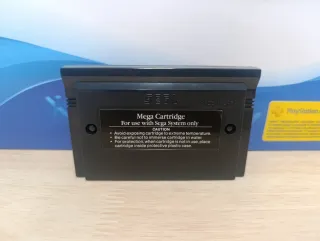 SEGA
Mega Cartridge
For use with Sega System only
CAUTION
• Avoid exposing cartridge to extreme temperature.
• Be careful not to immerse cartridge in water.
• For protection, when cartridge is not in use, place
cartridge inside protective plastic case.
PlayStation